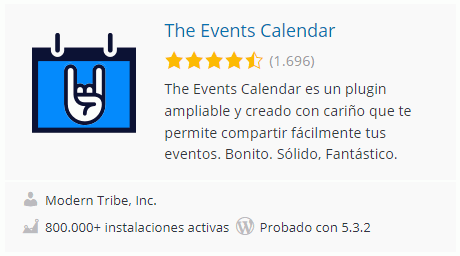 The Events Calendar
(1.696)
The Events Calendar es un plugin
ampliable y creado con cariño que te
permite compartir fácilmente tus
eventos. Bonito. Sólido, Fantástico.
Modern Tribe, Inc.
800.000+ instalaciones activas Probado con 5.3.2